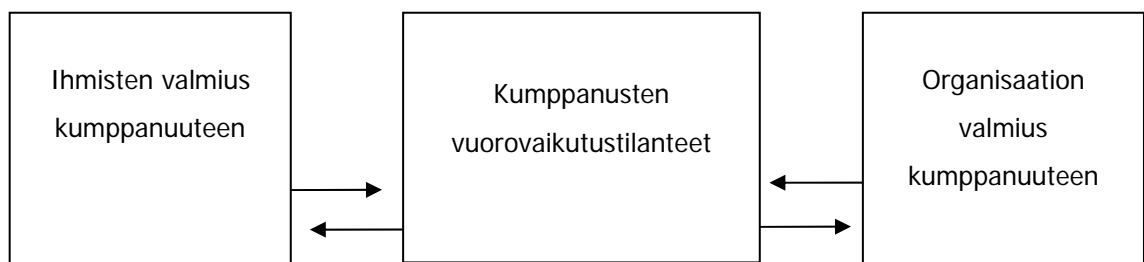 Ihmisten valmius
kumppanuuteen
Kumppanusten
vuorovaikutustilanteet
Organisaation
valmius
kumppanuuteen